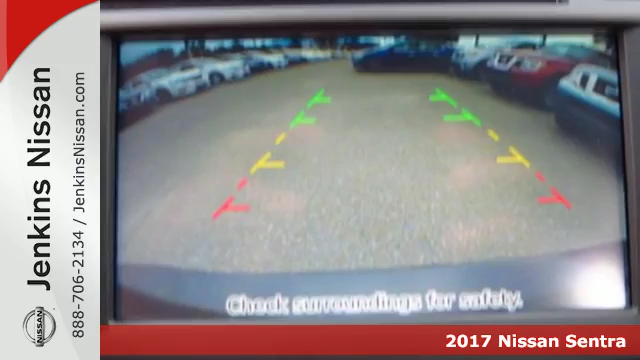 Jenkins Nissan
888-706-2134 / JenkinsNissan.com
NISSAN
Check surroundings for safety.
2017 Nissan Sentra